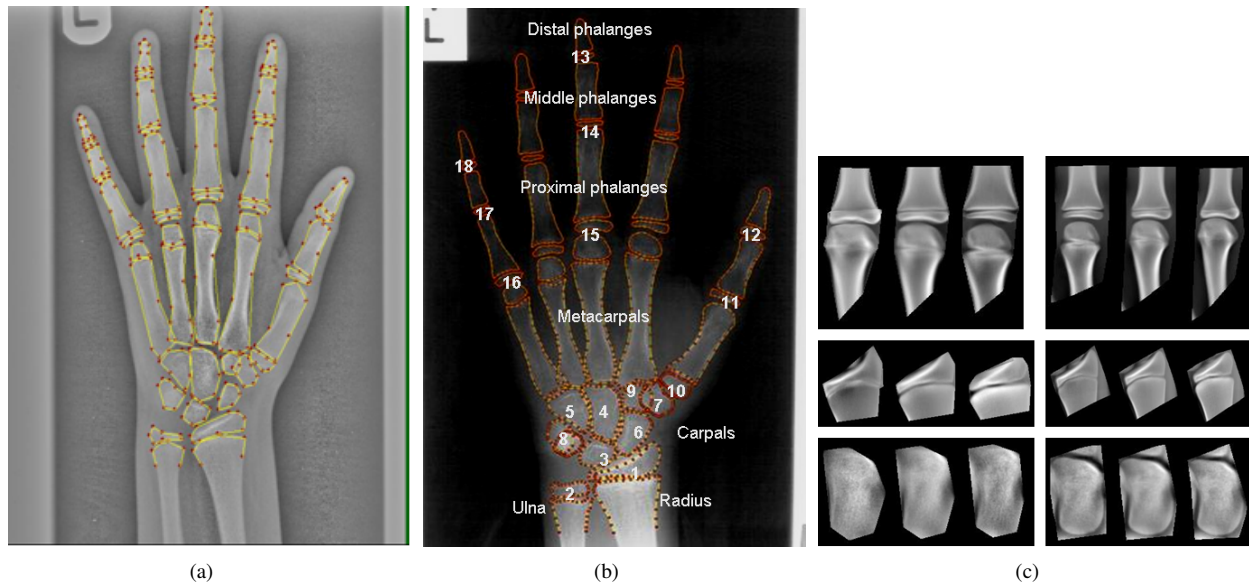 L
L
Distal phalanges
13
Middle phalanges
14
18
Proximal phalanges
17
12
15
16
11
Metacarpals
9 10
5 4 7
6
8
Carpals
3
1
2
Ulna
Radius
(a) (b) (c)